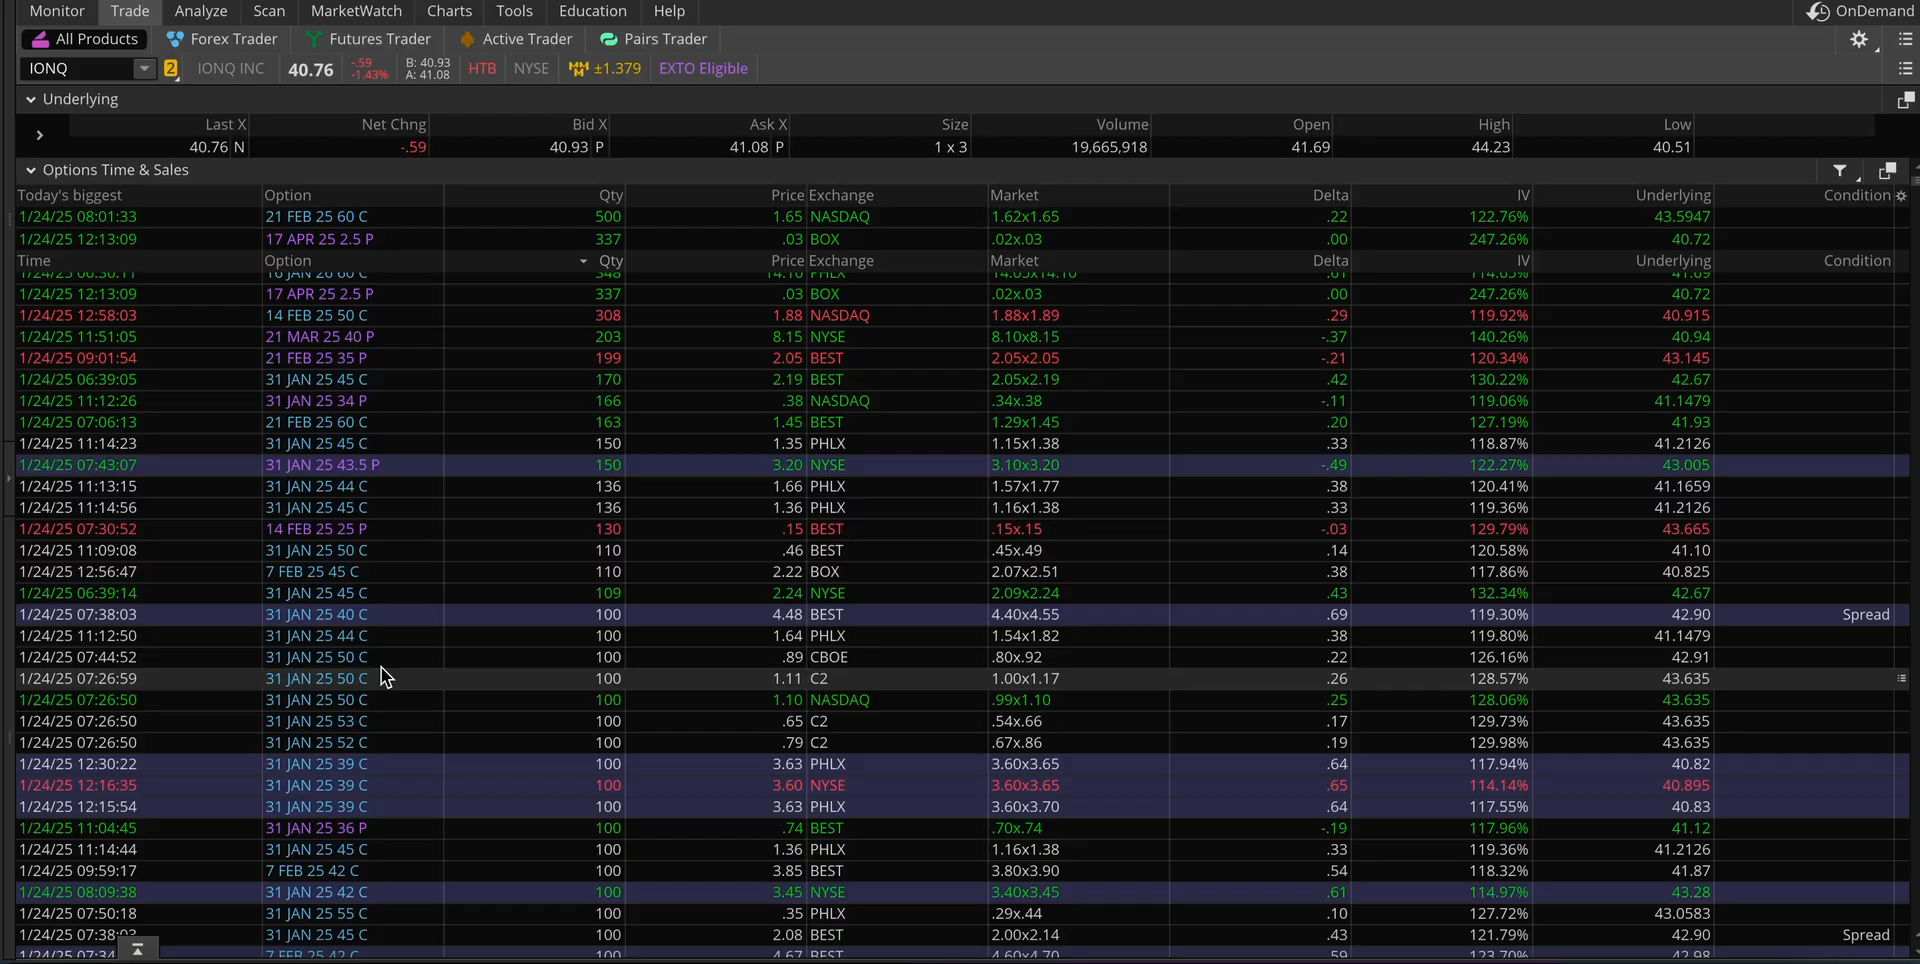 Monitor Trade Analyze Scan MarketWatch Charts Tools Education Help OnDemand
All Products Forex Trader Futures Trader Active Trader Pairs Trader
IONQ 2 IONQ INC 40.76 -.59 -1.43% B: 40.93 A: 41.08 HTB NYSE MM ±1.379 EXTO Eligible
Underlying
Last X Net Chng Bid X Ask X Size Volume Open High Low
40.76 N -.59 40.93 P 41.08 P 1 x 3 19,665,918 41.69 44.23 40.51
Options Time & Sales
Today's biggest Option Qty Price Exchange Market Delta IV Underlying Condition
1/24/25 08:01:33 21 FEB 25 60 C 500 1.65 NASDAQ 1.62x1.65 .22 122.76% 43.5947
1/24/25 12:13:09 17 APR 25 2.5 P 337 .03 BOX .02x.03 .00 247.26% 40.72
Time Option Qty Price Exchange Market Delta IV Underlying Condition
1/24/25 12:13:09 17 APR 25 2.5 P 337 .03 BOX .02x.03 .00 247.26% 40.72
1/24/25 12:58:03 14 FEB 25 50 C 308 1.88 NASDAQ 1.88x1.89 .29 119.92% 40.915
1/24/25 11:51:05 21 MAR 25 40 P 203 8.15 NYSE 8.10x8.15 -.37 140.26% 40.94
1/24/25 09:01:54 21 FEB 25 35 P 199 2.05 BEST 2.05x2.05 -.21 120.34% 43.145
1/24/25 06:39:05 31 JAN 25 45 C 170 2.19 BEST 2.05x2.19 .42 130.22% 42.67
1/24/25 11:12:26 31 JAN 25 34 P 166 .38 NASDAQ .34x.38 -.11 119.06% 41.1479
1/24/25 07:06:13 21 FEB 25 60 C 163 1.45 BEST 1.29x1.45 .20 127.19% 41.93
1/24/25 11:14:23 31 JAN 25 45 C 150 1.35 PHLX 1.15x1.38 .33 118.87% 41.2126
1/24/25 07:43:07 31 JAN 25 43.5 P 150 3.20 NYSE 3.10x3.20 -.49 122.27% 43.005
1/24/25 11:13:15 31 JAN 25 44 C 136 1.66 PHLX 1.57x1.77 .38 120.41% 41.1659
1/24/25 11:14:56 31 JAN 25 45 C 136 1.36 PHLX 1.16x1.38 .33 119.36% 41.2126
1/24/25 07:30:52 14 FEB 25 25 P 130 .15 BEST .15x.15 -.03 129.79% 43.665
1/24/25 11:09:08 31 JAN 25 50 C 110 .46 BEST .45x.49 .14 120.58% 41.10
1/24/25 12:56:47 7 FEB 25 45 C 110 2.22 BOX 2.07x2.51 .38 117.86% 40.825
1/24/25 06:39:14 31 JAN 25 45 C 109 2.24 NYSE 2.09x2.24 .43 132.34% 42.67
1/24/25 07:38:03 31 JAN 25 40 C 100 4.48 BEST 4.40x4.55 .69 119.30% 42.90 Spread
1/24/25 11:12:50 31 JAN 25 44 C 100 1.64 PHLX 1.54x1.82 .38 119.80% 41.1479
1/24/25 07:44:52 31 JAN 25 50 C 100 .89 CBOE .80x.92 .22 126.16% 42.91
1/24/25 07:26:59 31 JAN 25 50 C 100 1.11 C2 1.00x1.17 .26 128.57% 43.635
1/24/25 07:26:50 31 JAN 25 50 C 100 1.10 NASDAQ .99x1.10 .25 128.06% 43.635
1/24/25 07:26:50 31 JAN 25 53 C 100 .65 C2 .54x.66 .17 129.73% 43.635
1/24/25 07:26:50 31 JAN 25 52 C 100 .79 C2 .67x.86 .19 129.98% 43.635
1/24/25 12:30:22 31 JAN 25 39 C 100 3.63 PHLX 3.60x3.65 .64 117.94% 40.82
1/24/25 12:16:35 31 JAN 25 39 C 100 3.60 NYSE 3.60x3.65 .65 114.14% 40.895
1/24/25 12:15:54 31 JAN 25 39 C 100 3.63 PHLX 3.60x3.70 .64 117.55% 40.83
1/24/25 11:04:45 31 JAN 25 36 P 100 .74 BEST .70x.74 -.19 117.96% 41.12
1/24/25 11:14:44 31 JAN 25 45 C 100 1.36 PHLX 1.16x1.38 .33 119.36% 41.2126
1/24/25 09:59:17 7 FEB 25 42 C 100 3.85 BEST 3.80x3.90 .54 118.32% 41.87
1/24/25 08:09:38 31 JAN 25 42 C 100 3.45 NYSE 3.40x3.45 .61 114.97% 43.28
1/24/25 07:50:18 31 JAN 25 55 C 100 .35 PHLX .29x.44 .10 127.72% 43.0583
1/24/25 07:38: 31 JAN 25 45 C 100 2.08 BEST 2.00x2.14 .43 121.79% 42.90 Spread